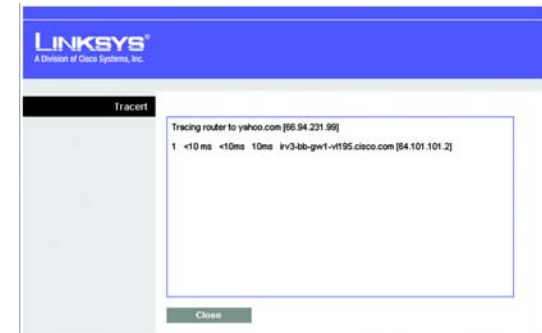 LINKSYS®
A Division of Cisco Systems, Inc.
Tracert
Tracing router to yahoo.com [66.94.231.99]
1 <10 ms <10ms 10ms irv3-bb-gw1-vl195.cisco.com [64.101.101.2]
Close